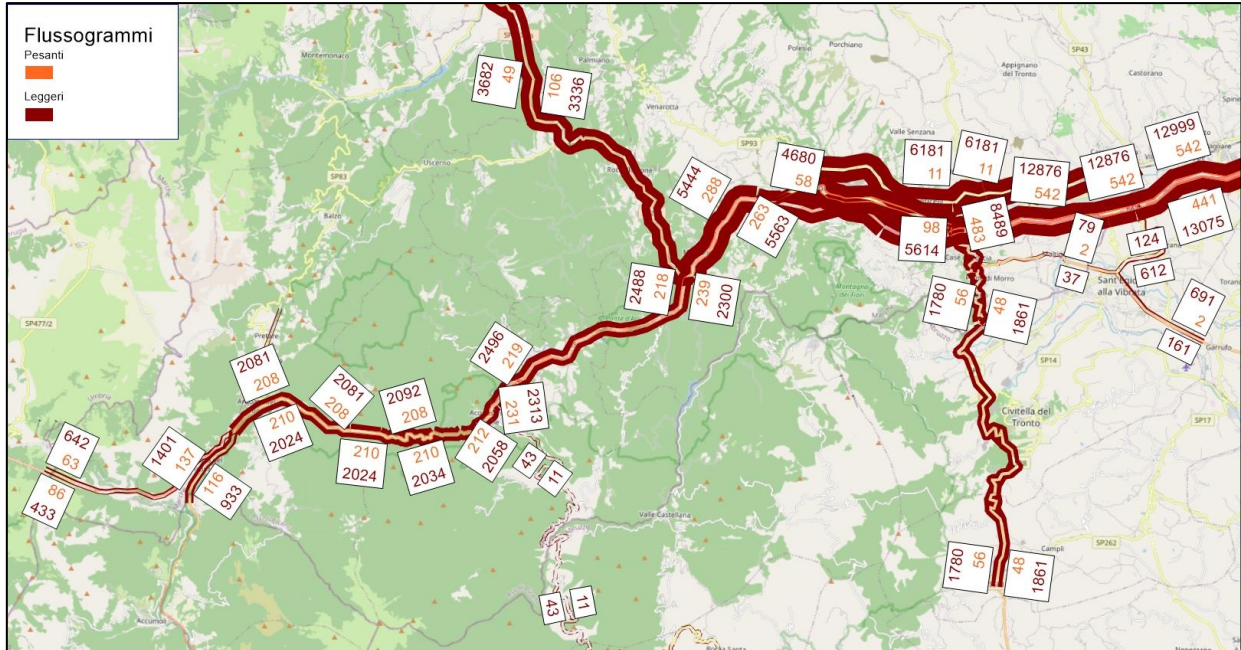 Flussogrammi
Pesanti
Leggeri
3682
49
106
3336
Montemonaco
Palmiano
Venarotta
SP93
Polesio
Porchiano
Appignano
del Tronto
SP43
Castorano
Valle Senzana
Uscerno
SP83
Balzo
5444
288
263
5563
4680
58
6181
11
6181
11
12876
542
12876
542
12999
542
441
13075
98
5614
8489
483
79
2
37
124
612
Sant'Egidio
alla Vibrata
691
2
161
Garrufo
1780
56
48
1861
SP14
Civitella del
Tronto
SP17
2488
218
239
2300
SP477/2
Umbria
2496
219
2313
231
2081
208
210
2024
2081
208
210
2024
2092
208
210
2034
212
2058
43
11
642
63
86
433
1401
137
116
933
Valle Castellana
Accumoli
43
11
1780
56
48
1861
Campli
SP262